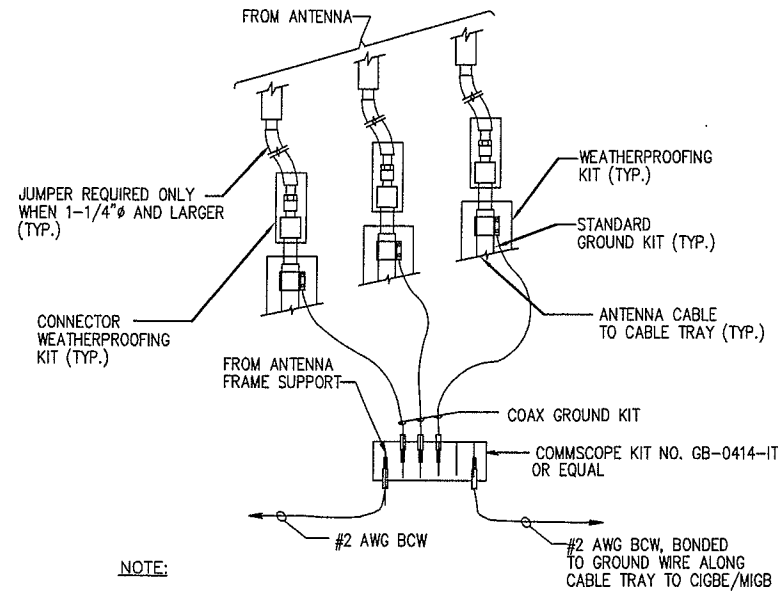 FROM ANTENNA
JUMPER REQUIRED ONLY
WHEN 1-1/4"ø AND LARGER
(TYP.)
WEATHERPROOFING
KIT (TYP.)
STANDARD
GROUND KIT (TYP.)
ANTENNA CABLE
TO CABLE TRAY (TYP.)
CONNECTOR
WEATHERPROOFING
KIT (TYP.)
FROM ANTENNA
FRAME SUPPORT
COAX GROUND KIT
COMMSCOPE KIT NO. GB-0414-IT
OR EQUAL
#2 AWG BCW
#2 AWG BCW, BONDED
TO GROUND WIRE ALONG
CABLE TRAY TO CIGBE/MIGB
NOTE: